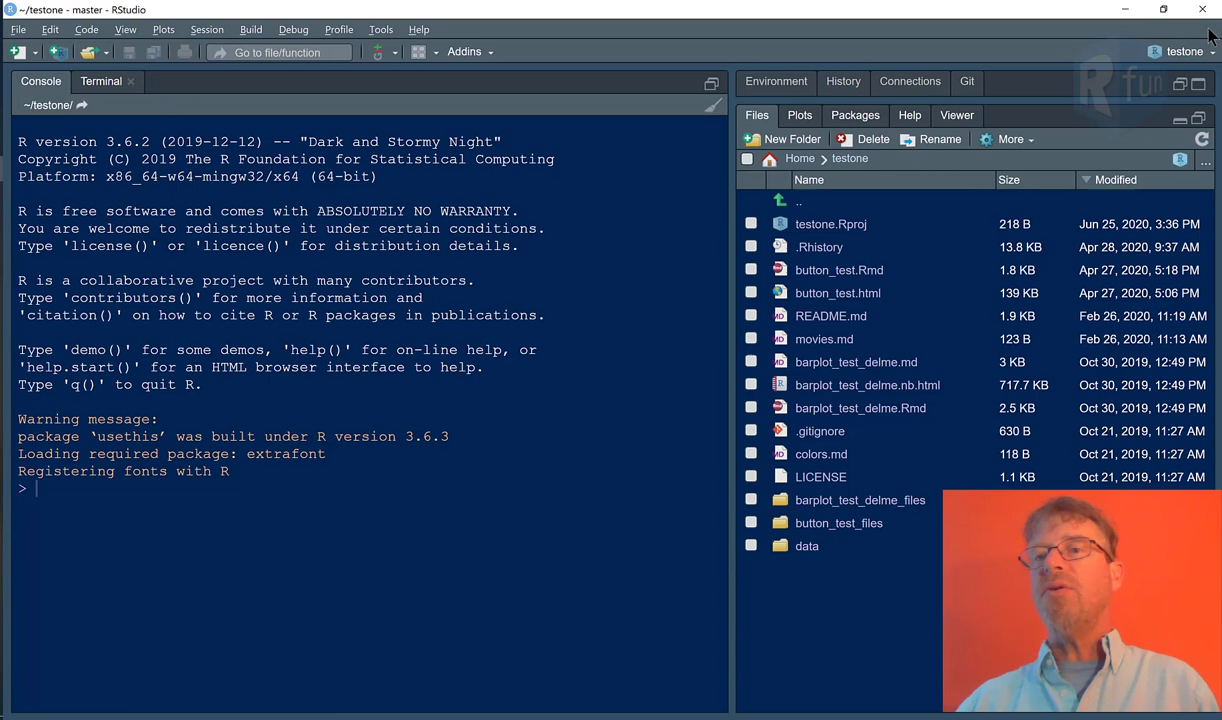 ~/testone - master - RStudio
File Edit Code View Plots Session Build Debug Profile Tools Help
Go to file/function Addins testone
R fun
Console Terminal
~/testone/
R version 3.6.2 (2019-12-12) -- "Dark and Stormy Night"
Copyright (C) 2019 The R Foundation for Statistical Computing
Platform: x86_64-w64-mingw32/x64 (64-bit)
R is free software and comes with ABSOLUTELY NO WARRANTY.
You are welcome to redistribute it under certain conditions.
Type 'license()' or 'licence()' for distribution details.
R is a collaborative project with many contributors.
Type 'contributors()' for more information and
'citation()' on how to cite R or R packages in publications.
Type 'demo()' for some demos, 'help()' for on-line help, or
'help.start()' for an HTML browser interface to help.
Type 'q()' to quit R.
Warning message:
package ‘usethis’ was built under R version 3.6.3
Loading required package: extrafont
Registering fonts with R
>
Environment History Connections Git
Files Plots Packages Help Viewer
New Folder Delete Rename More
Home testone ...
Name Size Modified
..
testone.Rproj 218 B Jun 25, 2020, 3:36 PM
.Rhistory 13.8 KB Apr 28, 2020, 9:37 AM
button_test.Rmd 1.8 KB Apr 27, 2020, 5:18 PM
button_test.html 139 KB Apr 27, 2020, 5:06 PM
README.md 1.9 KB Feb 26, 2020, 11:19 AM
movies.md 123 B Feb 26, 2020, 11:13 AM
barplot_test_delme.md 3 KB Oct 30, 2019, 12:49 PM
barplot_test_delme.nb.html 717.7 KB Oct 30, 2019, 12:49 PM
barplot_test_delme.Rmd 2.5 KB Oct 30, 2019, 12:49 PM
.gitignore 630 B Oct 21, 2019, 11:27 AM
colors.md 118 B Oct 21, 2019, 11:27 AM
LICENSE 1.1 KB Oct 21, 2019, 11:27 AM
barplot_test_delme_files
button_test_files
data